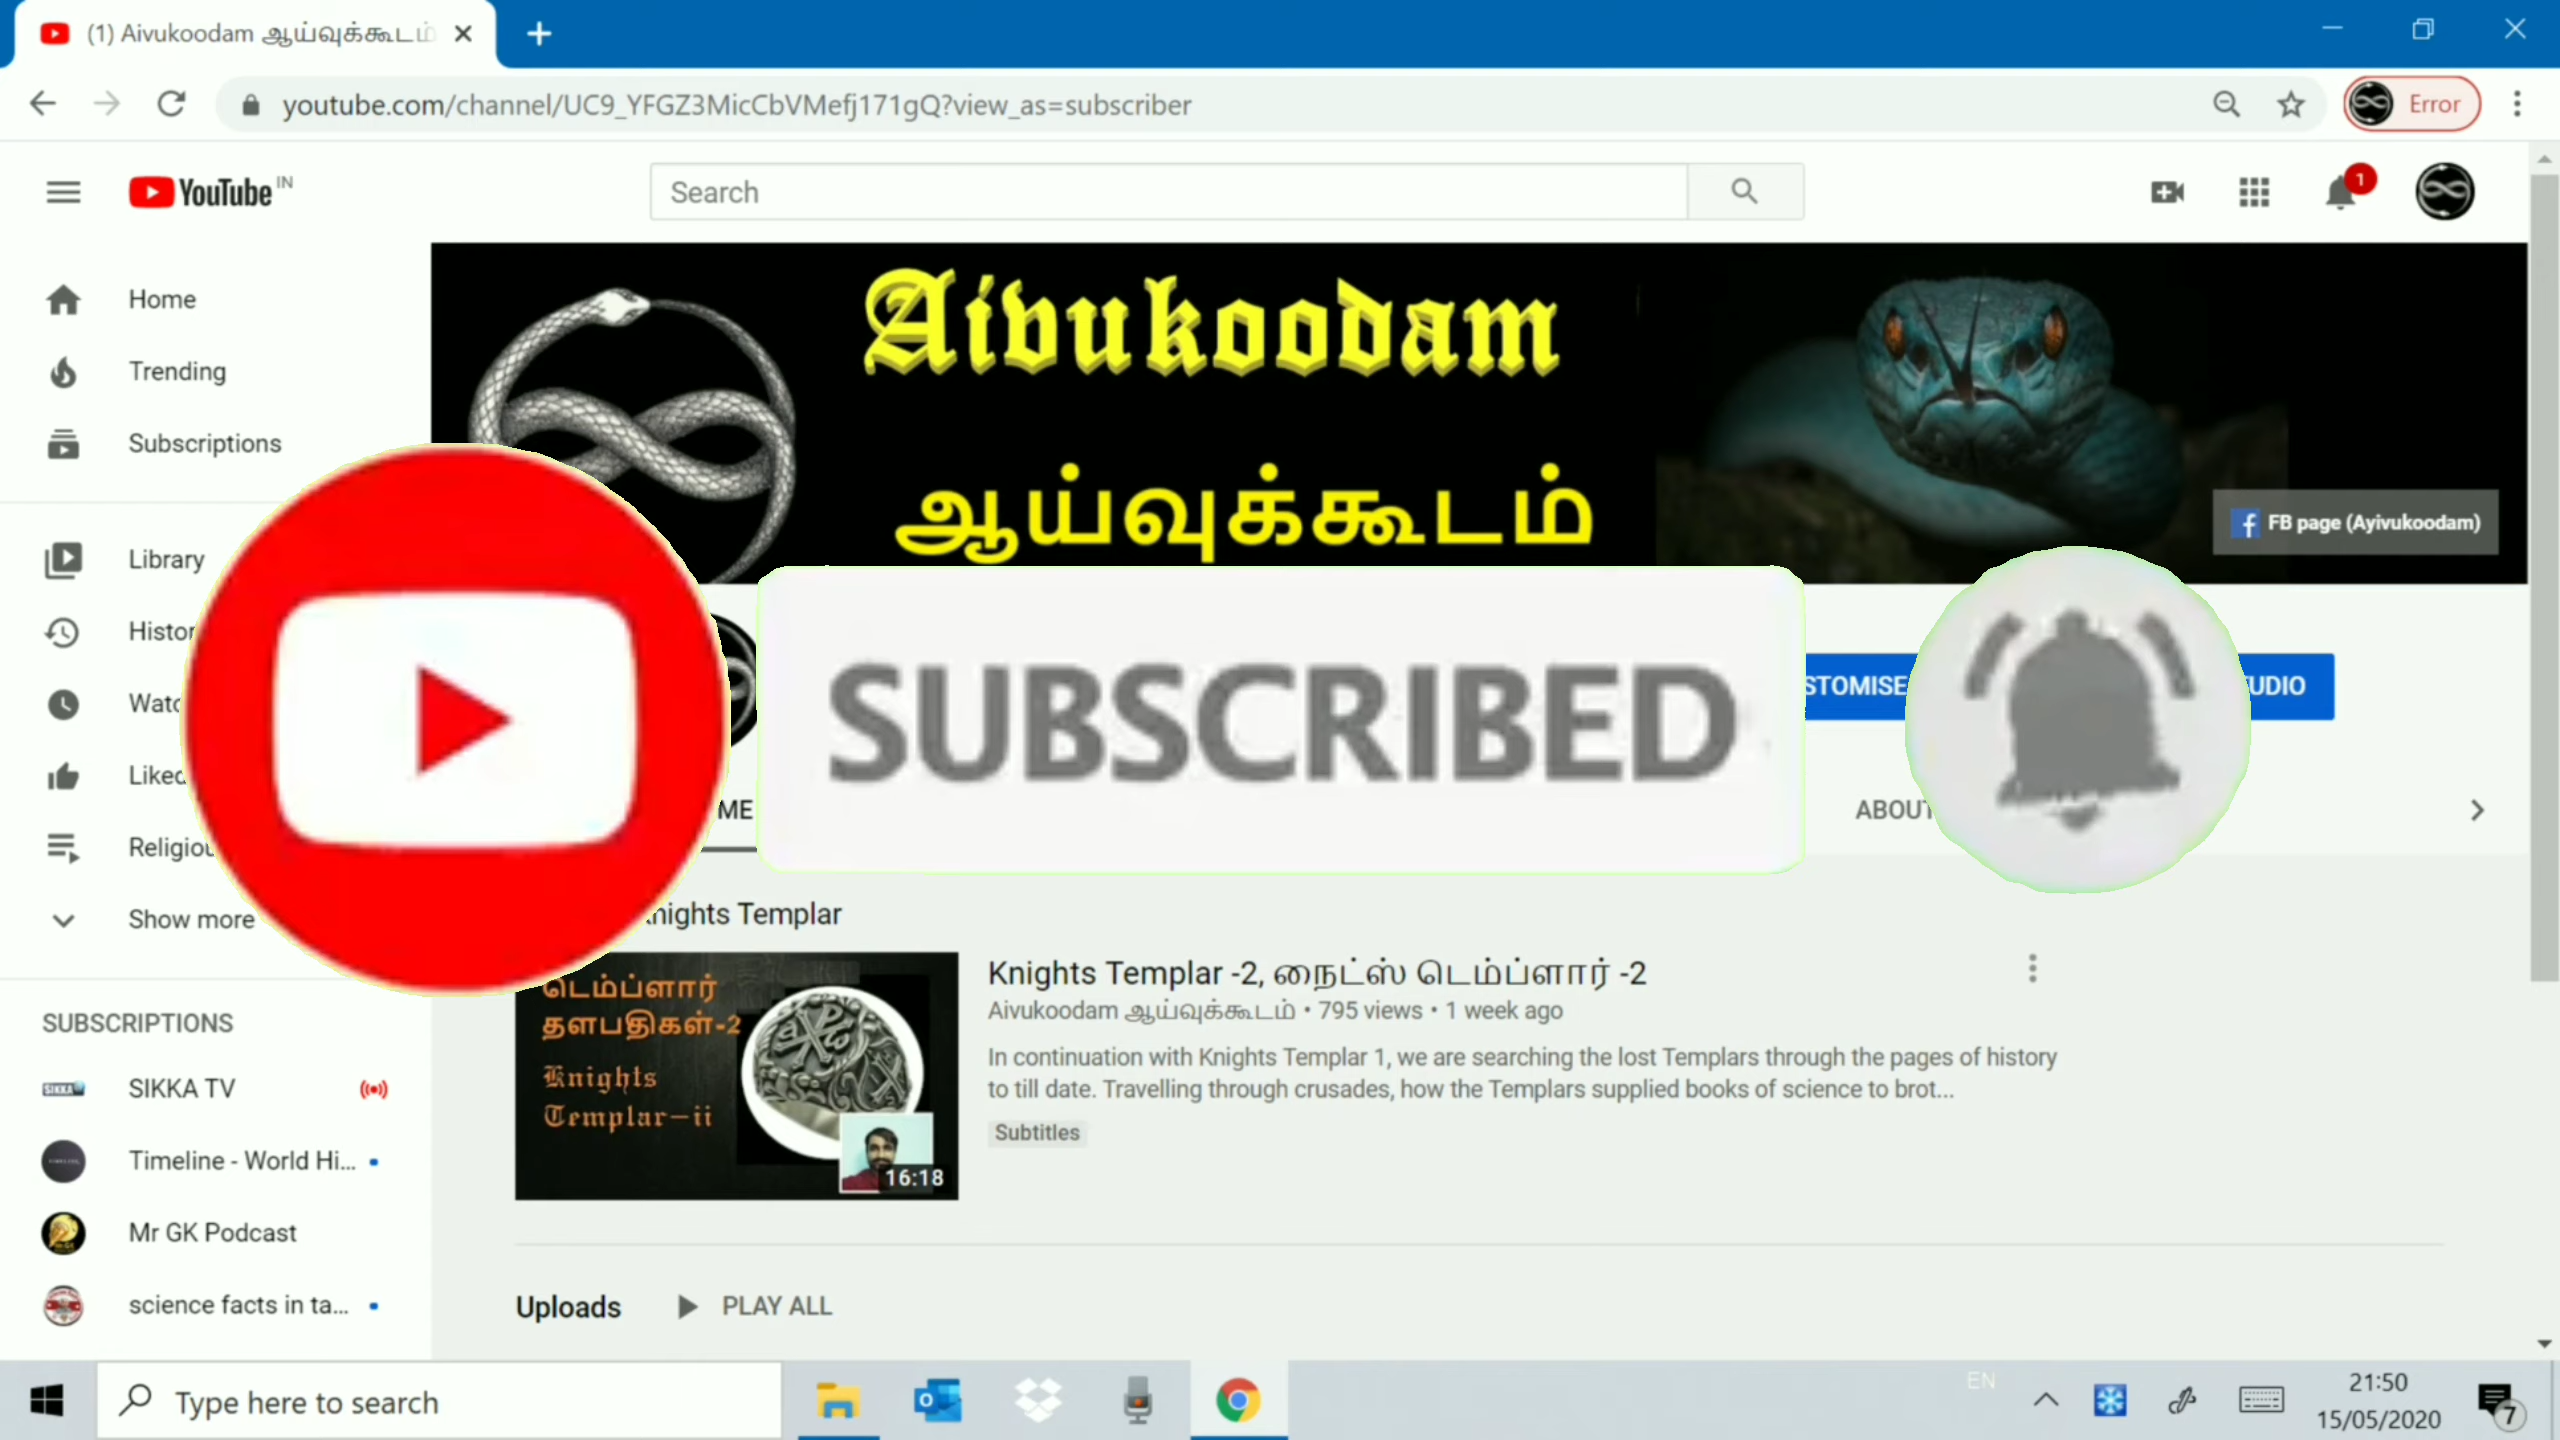 (1) Aivukoodam ஆய்வுக்கூடம்
youtube.com/channel/UC9_YFGZ3MicCbVMefj171gQ?view_as=subscriber
Error
YouTube IN
Search
1
Home
Trending
Subscriptions
Library
Histor
Watc
Liked
Religiou
Show more
Aivukoodam
ஆய்வுக்கூடம்
FB page (Ayivukoodam)
SUBSCRIBED
STOMISE
UDIO
ME
ABOUT
nights Templar
டெம்ப்ளார்
தளபதிகள்-2
Knights
Templar-ii
16:18
Knights Templar -2, நைட்ஸ் டெம்ப்ளார் -2
Aivukoodam ஆய்வுக்கூடம் • 795 views • 1 week ago
In continuation with Knights Templar 1, we are searching the lost Templars through the pages of history
to till date. Travelling through crusades, how the Templars supplied books of science to brot...
Subtitles
SUBSCRIPTIONS
SIKKA TV
Timeline - World Hi...
Mr GK Podcast
science facts in ta...
Uploads
PLAY ALL
Type here to search
EN
21:50
15/05/2020
7